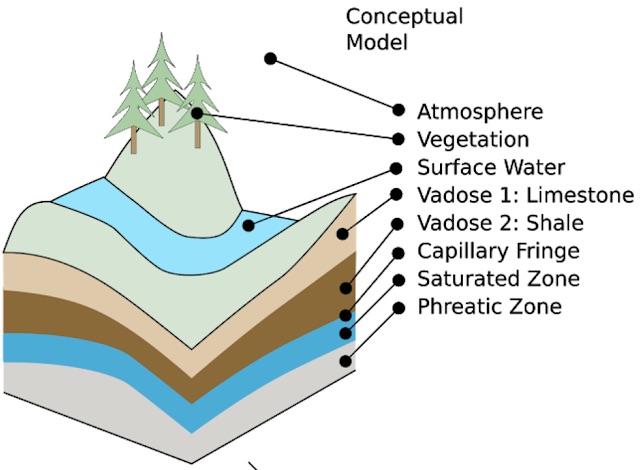 Conceptual
Model
Atmosphere
Vegetation
Surface Water
Vadose 1: Limestone
Vadose 2: Shale
Capillary Fringe
Saturated Zone
Phreatic Zone